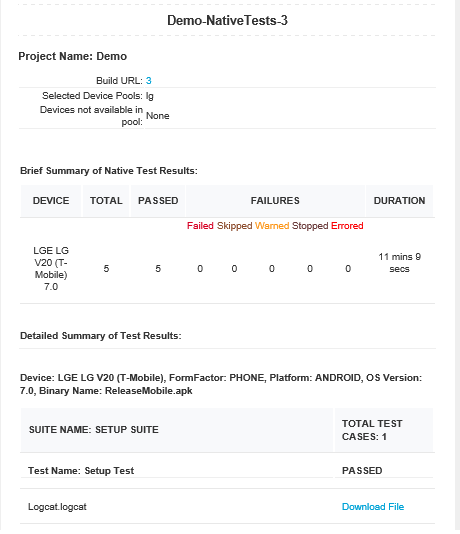 Demo-NativeTests-3
Project Name: Demo
Build URL: 3
Selected Device Pools: lg
Devices not available in pool: None
Brief Summary of Native Test Results:
DEVICE TOTAL PASSED FAILURES DURATION
Failed Skipped Warned Stopped Errored
LGE LG
V20 (T-
Mobile)
7.0
5 5 0 0 0 0 0
11 mins 9
secs
Detailed Summary of Test Results:
Device: LGE LG V20 (T-Mobile), FormFactor: PHONE, Platform: ANDROID, OS Version:
7.0, Binary Name: ReleaseMobile.apk
SUITE NAME: SETUP SUITE
TOTAL TEST
CASES: 1
Test Name: Setup Test PASSED
Logcat.logcat Download File